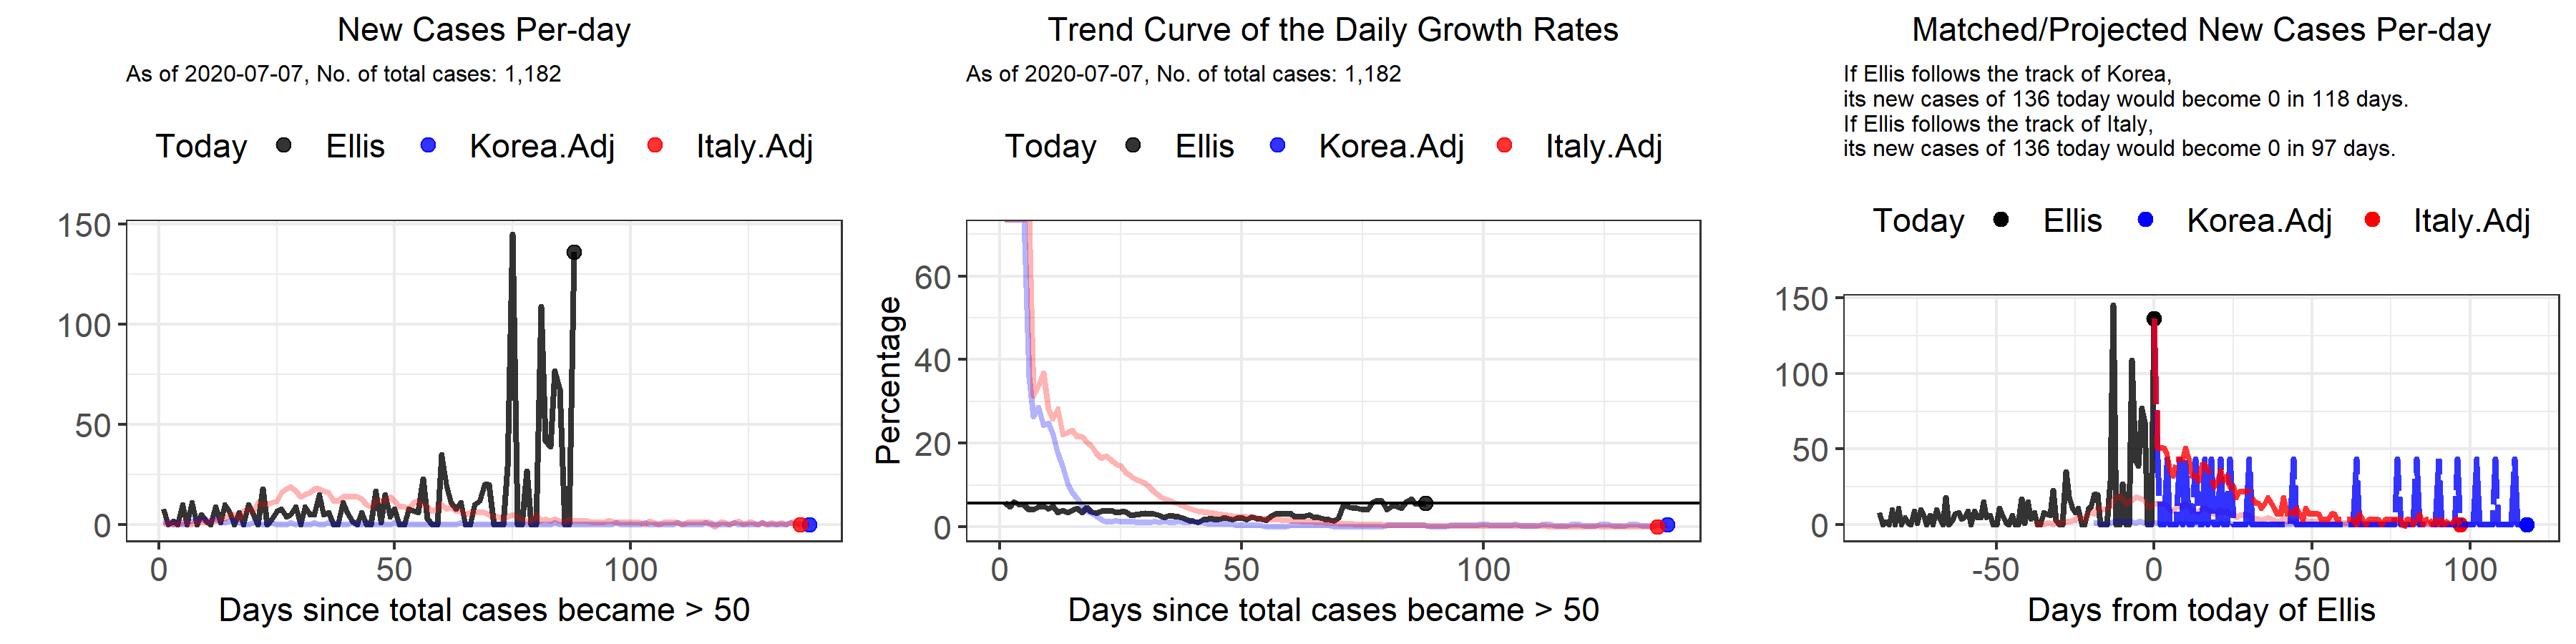 New Cases Per-day
As of 2020-07-07, No. of total cases: 1,182
Today Ellis Korea.Adj Italy.Adj
150
100
50
0
0 50 100
Days since total cases became > 50
Trend Curve of the Daily Growth Rates
As of 2020-07-07, No. of total cases: 1,182
Today Ellis Korea.Adj Italy.Adj
Percentage
60
40
20
0
0 50 100
Days since total cases became > 50
Matched/Projected New Cases Per-day
If Ellis follows the track of Korea,
its new cases of 136 today would become 0 in 118 days.
If Ellis follows the track of Italy,
its new cases of 136 today would become 0 in 97 days.
Today Ellis Korea.Adj Italy.Adj
150
100
50
0
-50 0 50 100
Days from today of Ellis